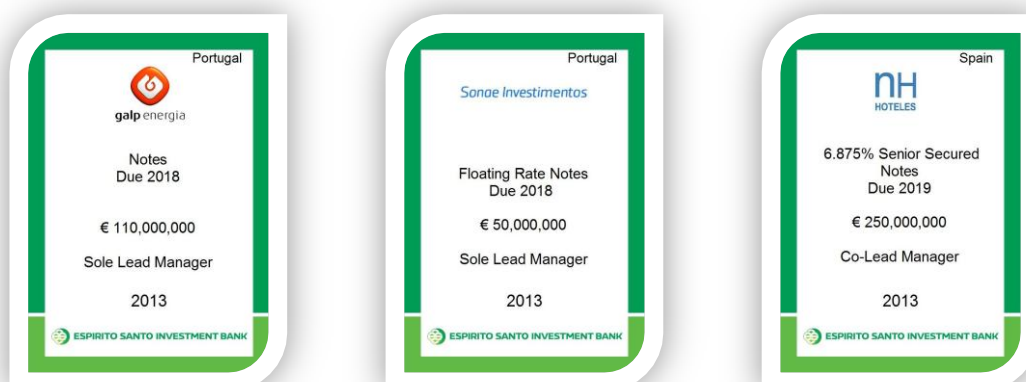 Portugal
galp energia
Notes
Due 2018
€ 110,000,000
Sole Lead Manager
2013
ESPIRITO SANTO INVESTMENT BANK
Portugal
Sonae Investimentos
Floating Rate Notes
Due 2018
€ 50,000,000
Sole Lead Manager
2013
ESPIRITO SANTO INVESTMENT BANK
Spain
nH
HOTELES
6.875% Senior Secured
Notes
Due 2019
€ 250,000,000
Co-Lead Manager
2013
ESPIRITO SANTO INVESTMENT BANK